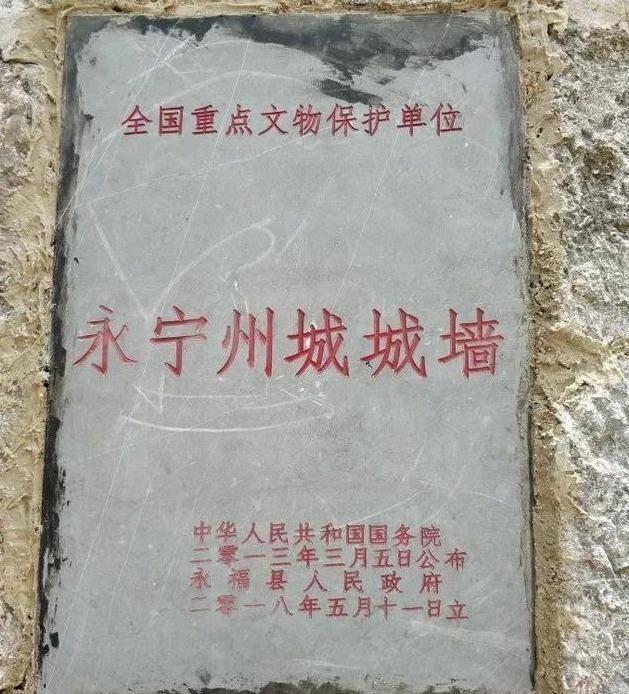 全国重点文物保护单位
永宁州城城墙
中华人民共和国国务院
二零一三年三月五日公布
永福县人民政府
二零一八年五月十一日立